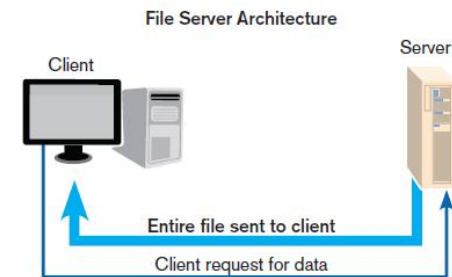 File Server Architecture
Server
Client
Entire file sent to client
Client request for data